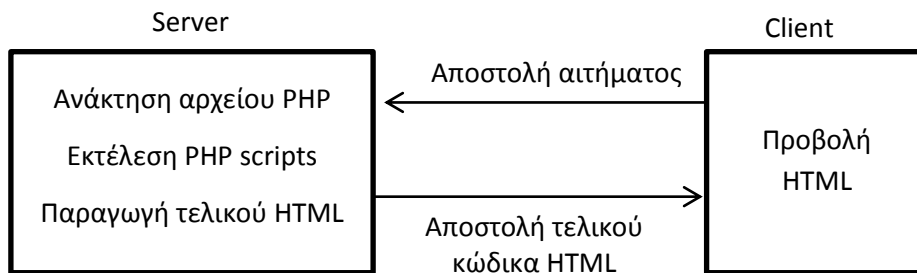 Server
Client
Ανάκτηση αρχείου PHP
Εκτέλεση PHP scripts
Παραγωγή τελικού HTML
Αποστολή αιτήματος
Αποστολή τελικού
κώδικα HTML
Προβολή
HTML